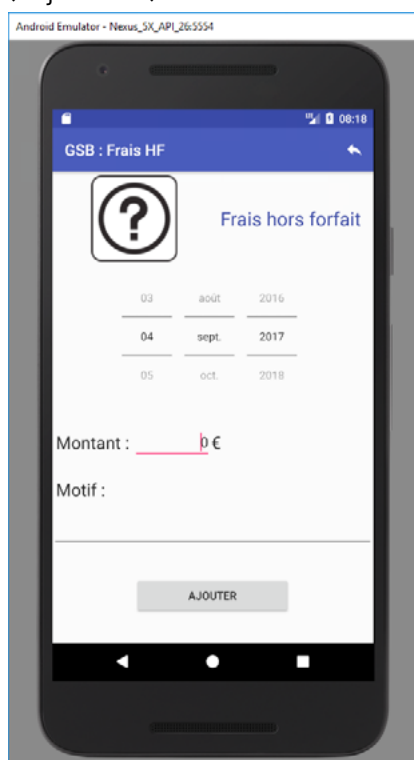 Android Emulator - Nexus_5X_API_26:5554
08:18
GSB : Frais HF
?
Frais hors forfait
03 août 2016
04 sept. 2017
05 oct. 2018
Montant : 0 €
Motif :
AJOUTER